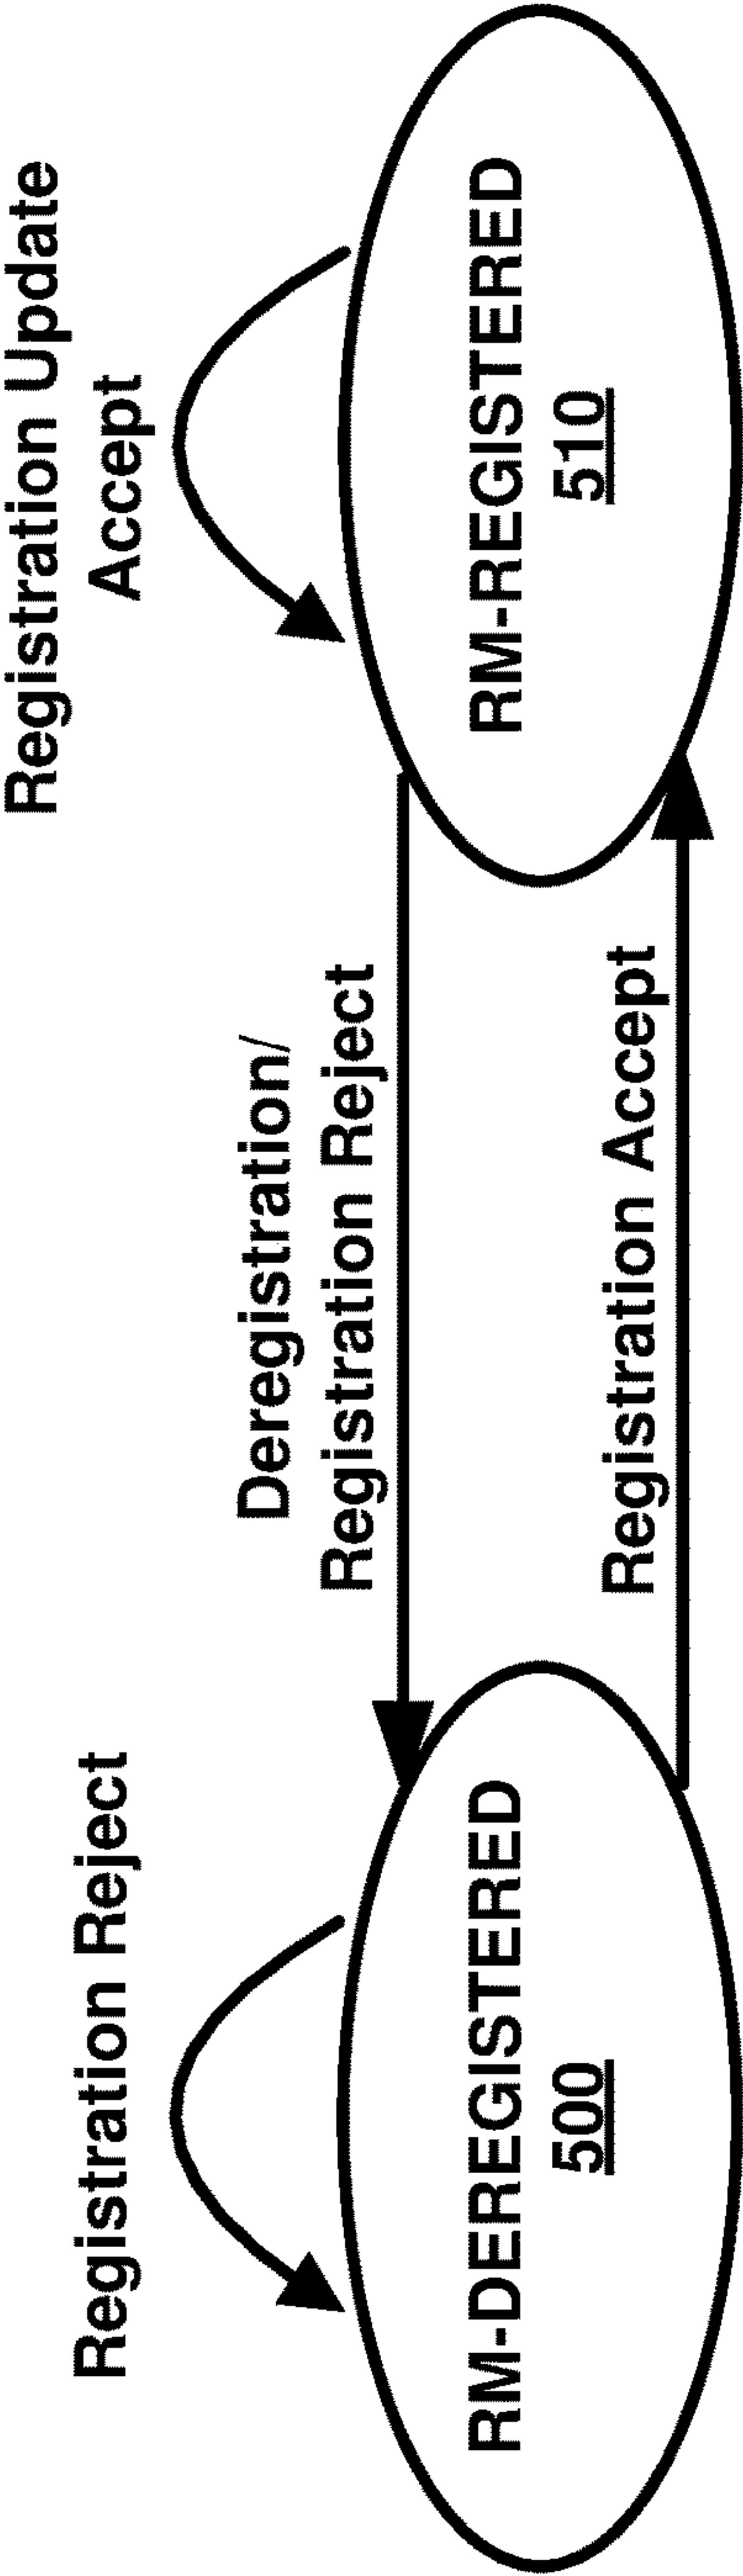 Registration Reject
RM-DEREGISTERED
500
Deregistration/
Registration Reject
Registration Accept
Registration Update
Accept
RM-REGISTERED
510